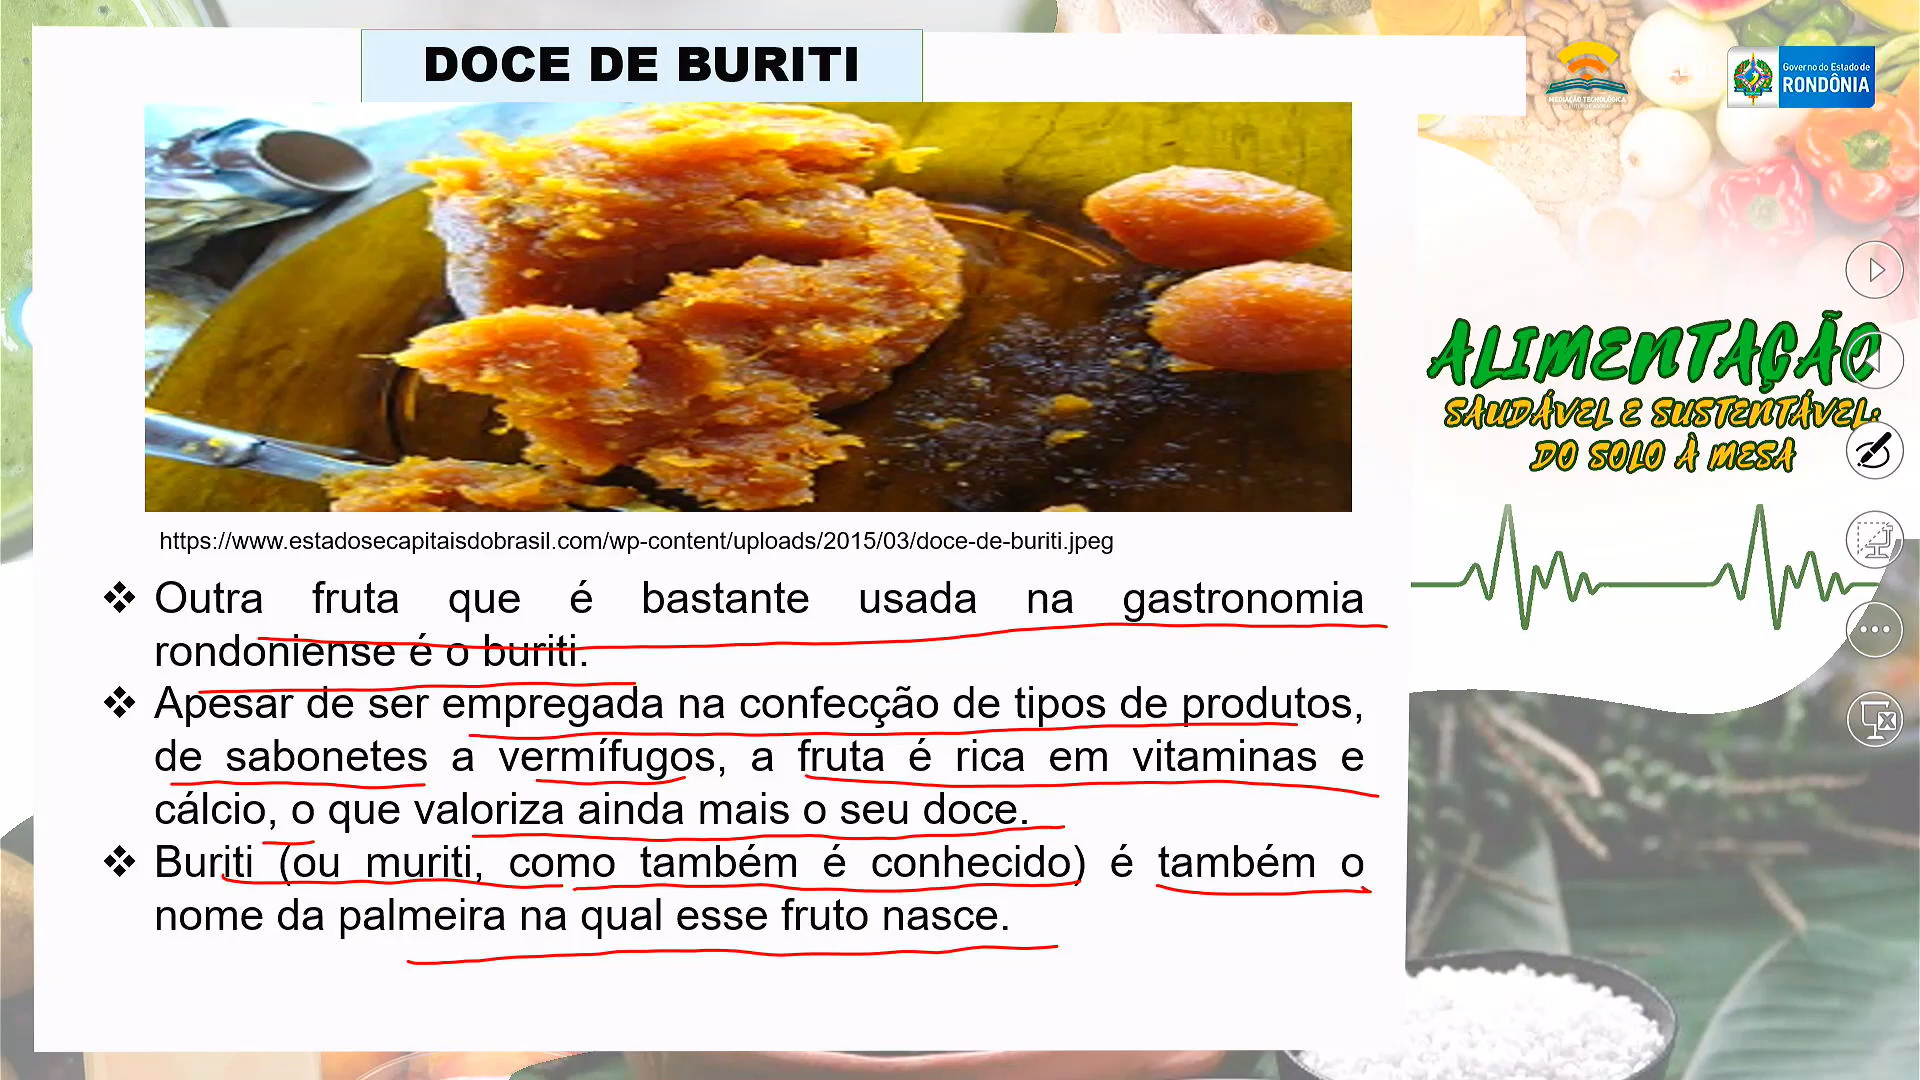 DOCE DE BURITI
MEDIAÇÃO TECNOLÓGICA
Governo do Estado de
RONDÔNIA
https://www.estadosecapitaisdobrasil.com/wp-content/uploads/2015/03/doce-de-buriti.jpeg
❖ Outra fruta que é bastante usada na gastronomia
rondoniense é o buriti.
❖ Apesar de ser empregada na confecção de tipos de produtos,
de sabonetes a vermífugos, a fruta é rica em vitaminas e
cálcio, o que valoriza ainda mais o seu doce.
❖ Buriti (ou muriti, como também é conhecido) é também o
nome da palmeira na qual esse fruto nasce.
ALIMENTAÇÃO
SAUDÁVEL E SUSTENTÁVEL:
DO SOLO À MESA